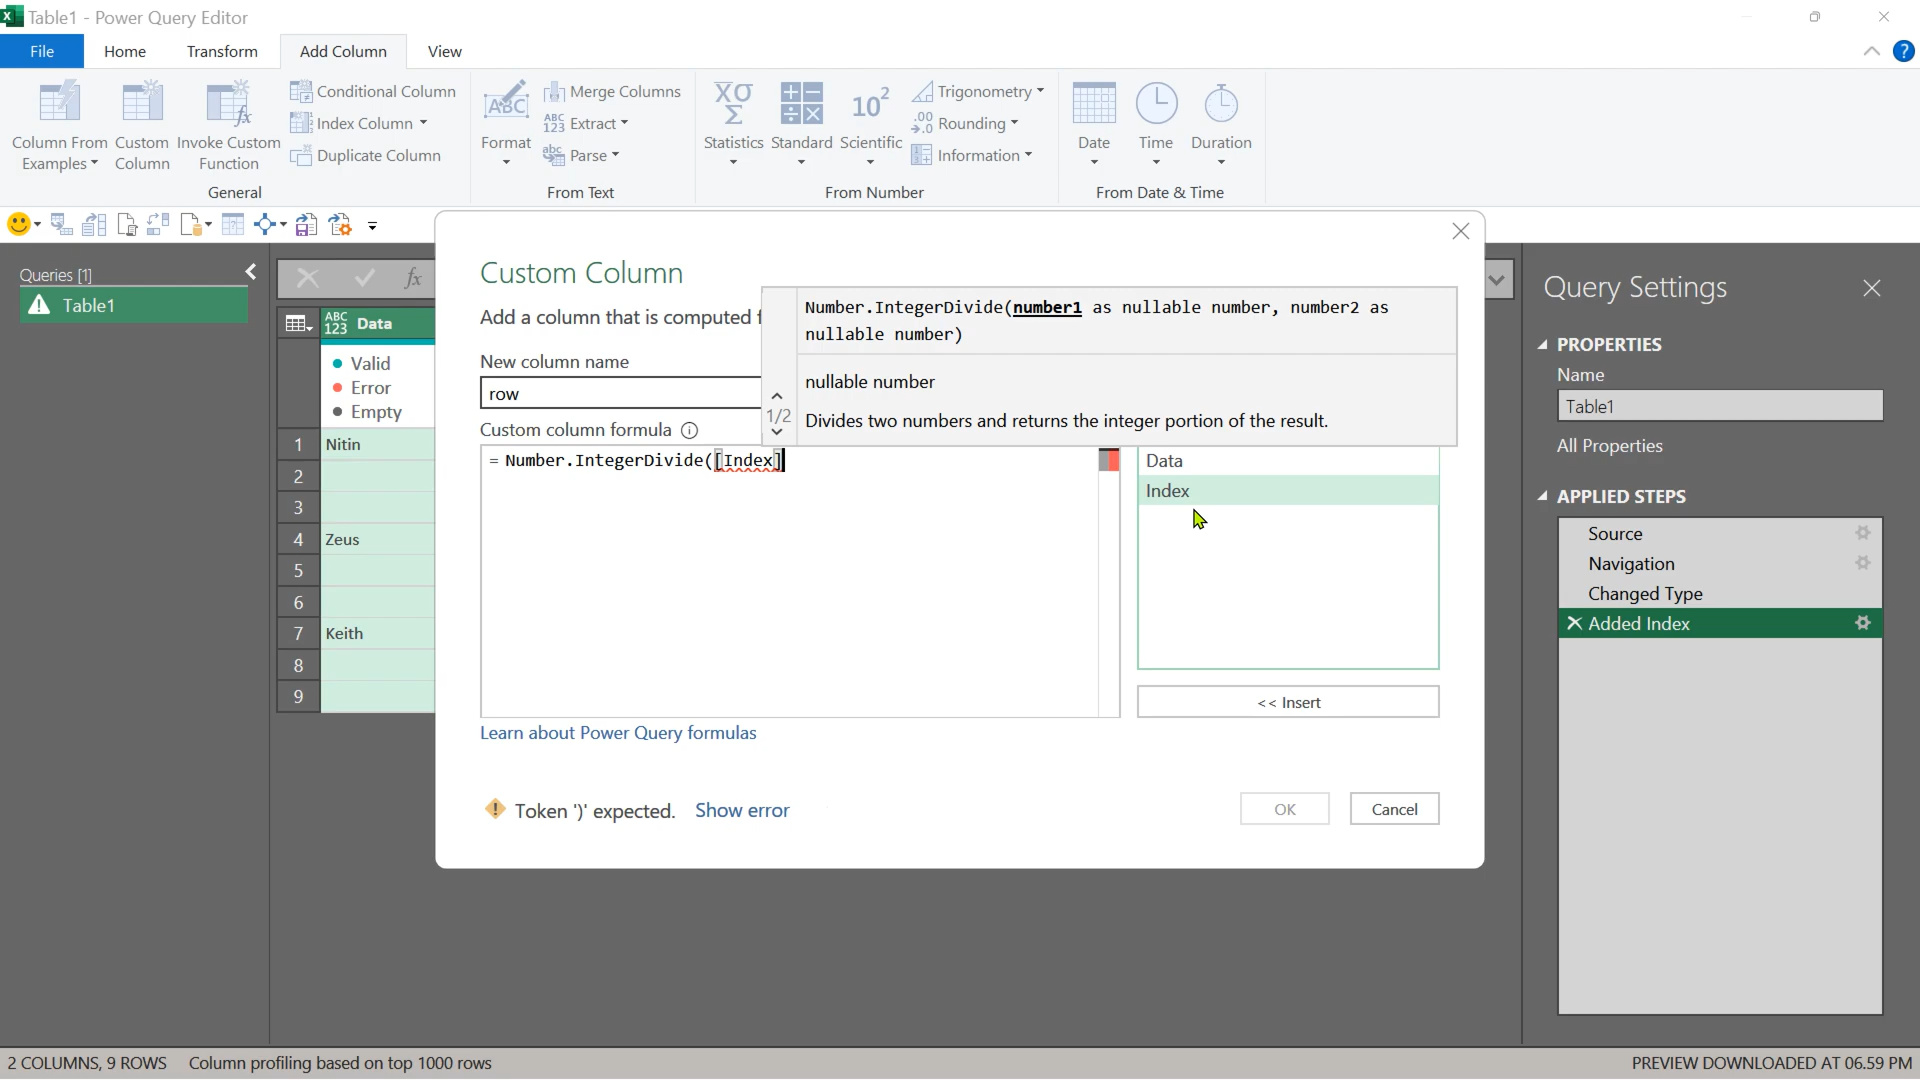 Table1 - Power Query Editor
File Home Transform Add Column View
Column From Examples
Custom Column
Invoke Custom Function
Conditional Column
Index Column
Duplicate Column
General
Format
Merge Columns
Extract
Parse
From Text
Statistics
Standard
Scientific
Trigonometry
Rounding
Information
From Number
Date
Time
Duration
From Date & Time
Queries [1]
Table1
fx
ABC 123 Data
Valid
Error
Empty
1 Nitin
2
3
4 Zeus
5
6
7 Keith
8
9
Custom Column
Add a column that is computed f
New column name
row
Number.IntegerDivide(number1 as nullable number, number2 as
nullable number)
nullable number
1/2 Divides two numbers and returns the integer portion of the result.
Custom column formula
= Number.IntegerDivide([Index]
Data
Index
<< Insert
Learn about Power Query formulas
Token ')' expected. Show error
OK Cancel
Query Settings
PROPERTIES
Name
Table1
All Properties
APPLIED STEPS
Source
Navigation
Changed Type
Added Index
2 COLUMNS, 9 ROWS Column profiling based on top 1000 rows
PREVIEW DOWNLOADED AT 06.59 PM